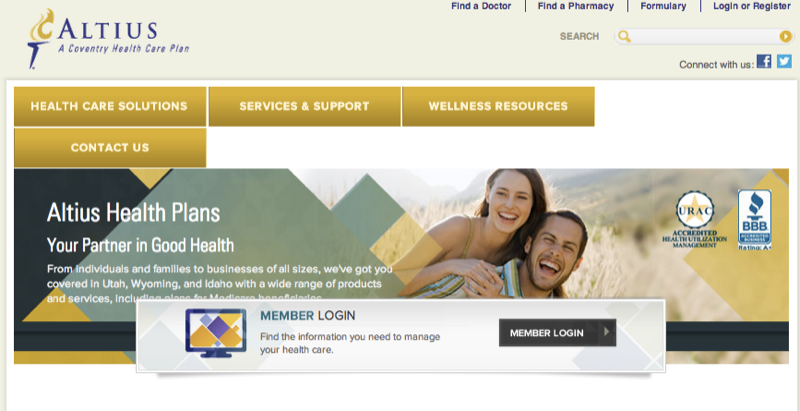 Find a Doctor
Find a Pharmacy
Formulary
Login or Register
ALTIUS
A Coventry Health Care Plan
SEARCH
Connect with us:
HEALTH CARE SOLUTIONS
SERVICES & SUPPORT
WELLNESS RESOURCES
CONTACT US
Altius Health Plans
Your Partner in Good Health
From individuals and families to businesses of all sizes, we've got you
covered in Utah, Wyoming, and Idaho with a wide range of products
and services, including plans for Medicare beneficiaries.
URAC
ACCREDITED
HEALTH UTILIZATION
MANAGEMENT
BBB
ACCREDITED
BUSINESS
Rating: A+
MEMBER LOGIN
Find the information you need to manage
your health care.
MEMBER LOGIN